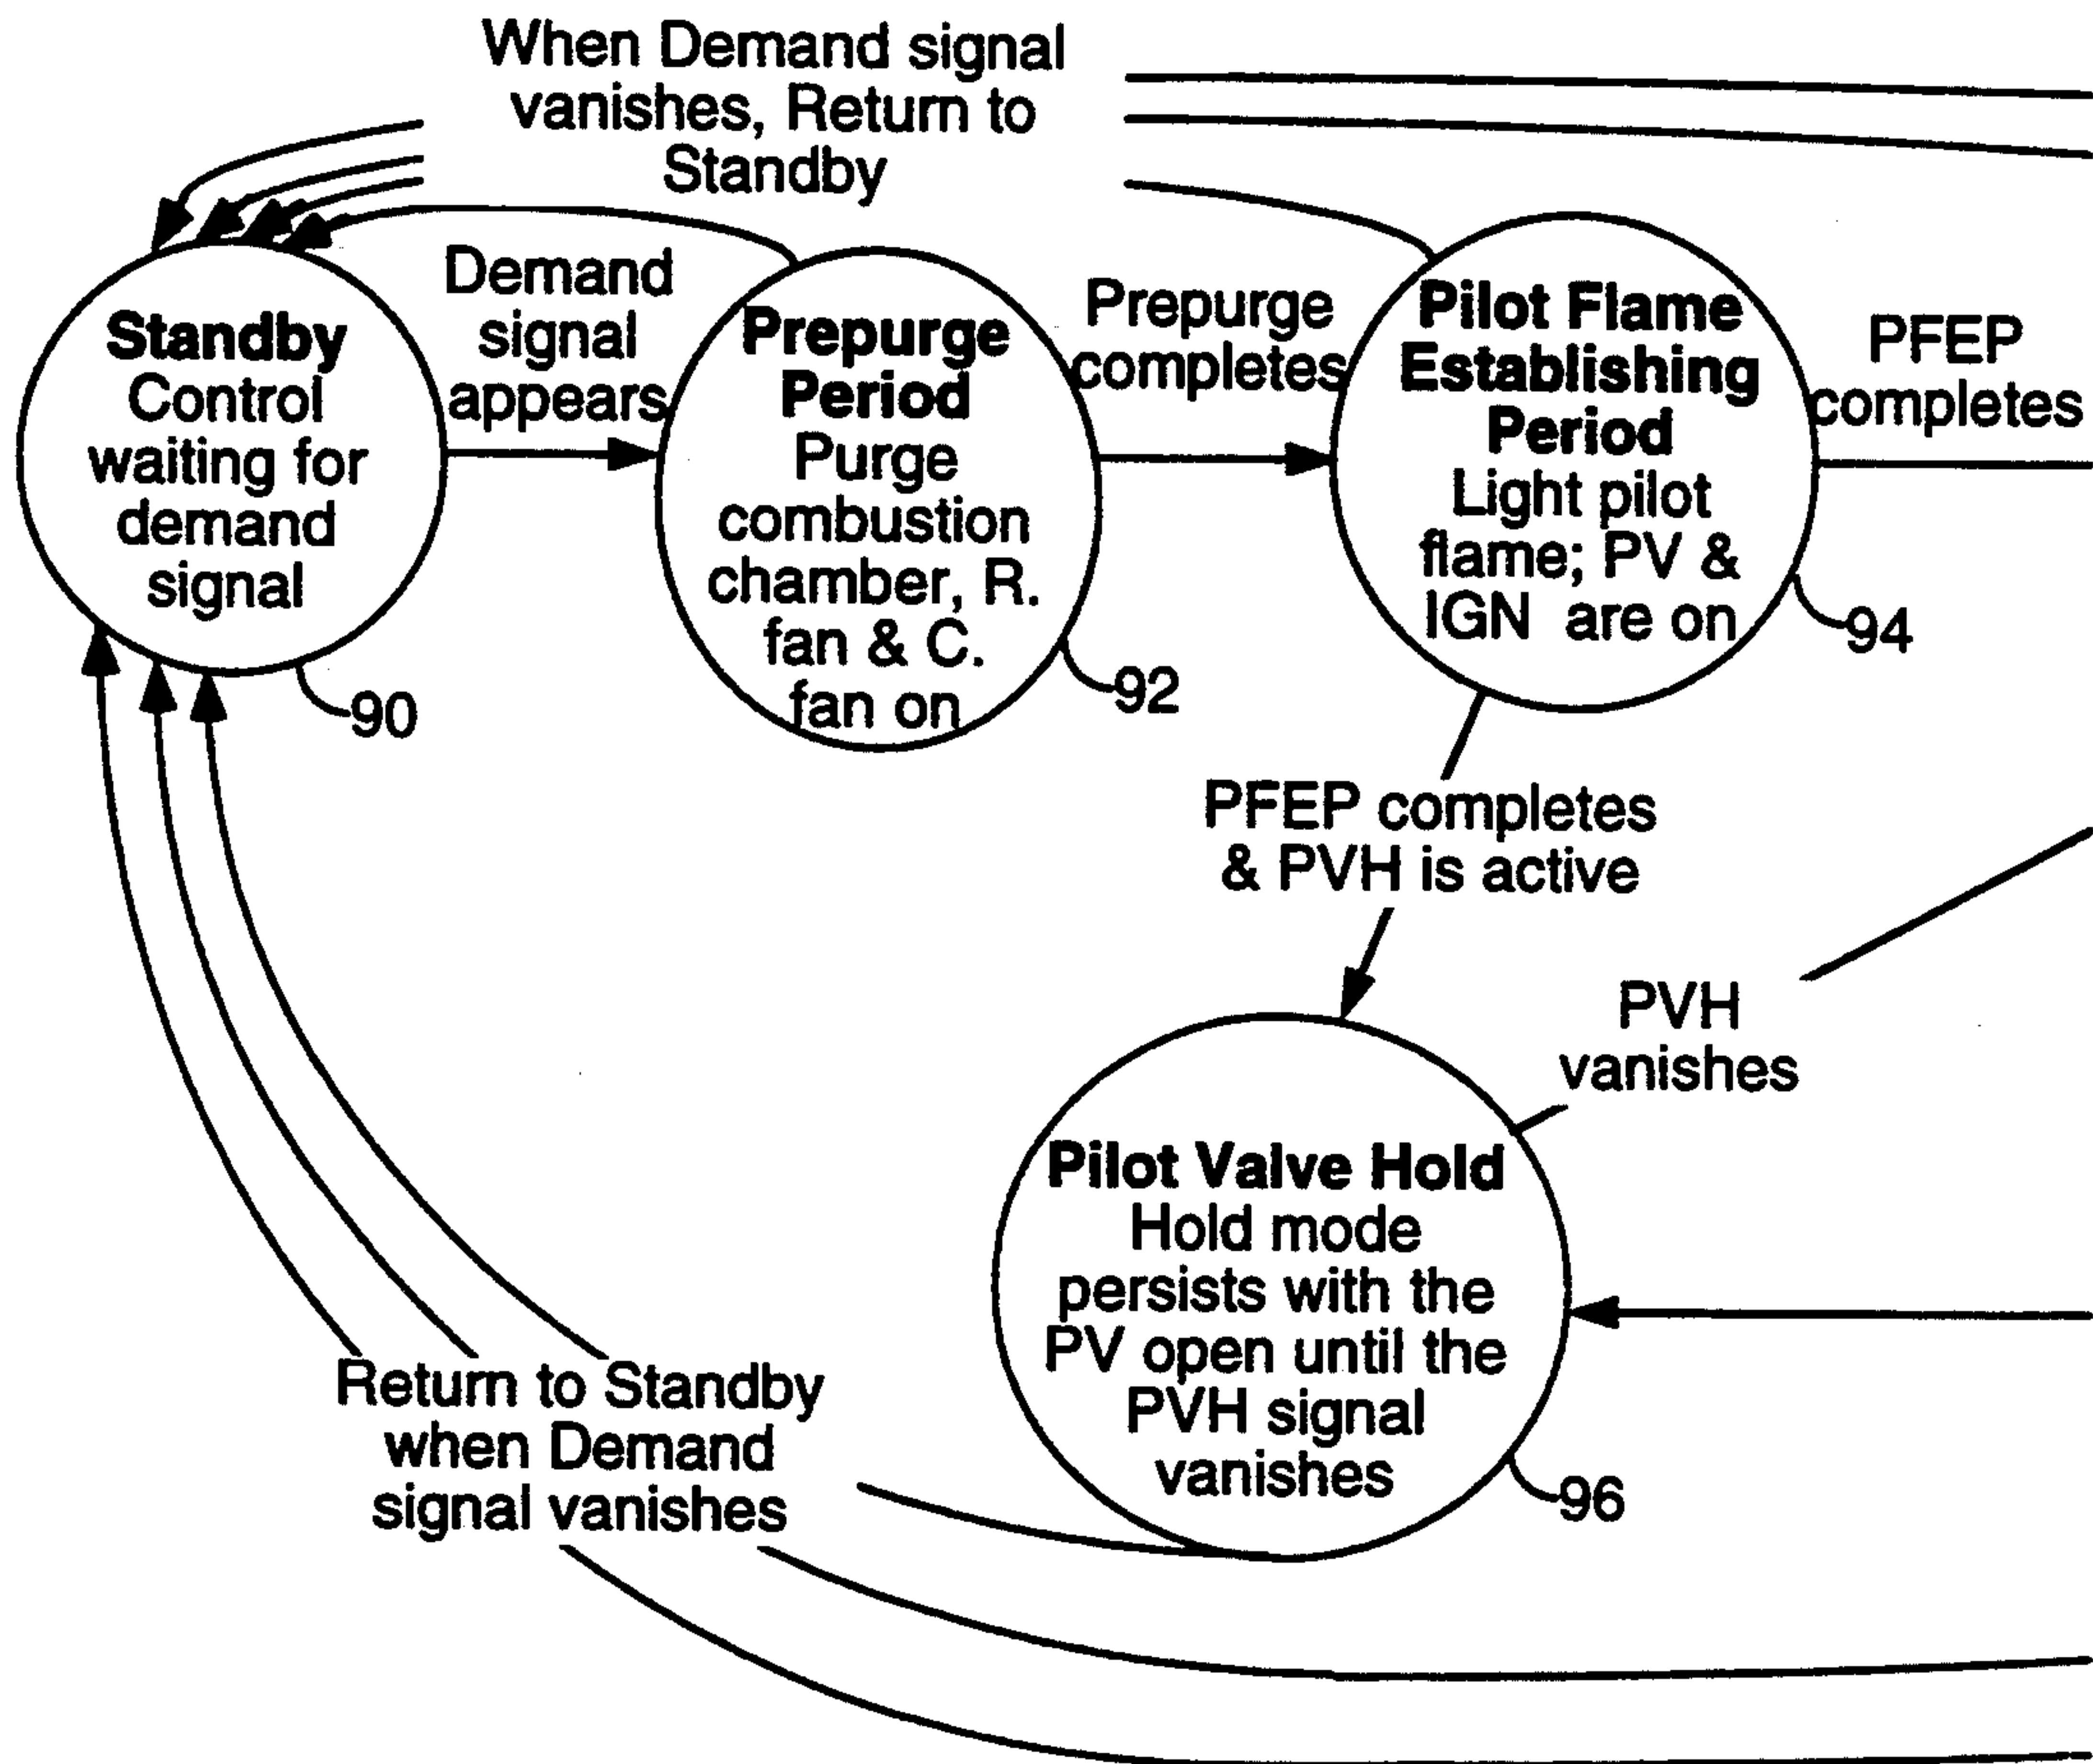 When Demand signal
vanishes, Return to
Standby
Demand
signal
appears
Standby
Control
waiting for
demand
signal
90
Prepurge
Period
Purge
combustion
chamber, R.
fan & C.
fan on
92
Prepurge
completes
Pilot Flame
Establishing
Period
Light pilot
flame; PV &
IGN are on
94
PFEP
completes
PFEP completes
& PVH is active
PVH
vanishes
Pilot Valve Hold
Hold mode
persists with the
PV open until the
PVH signal
vanishes
96
Return to Standby
when Demand
signal vanishes